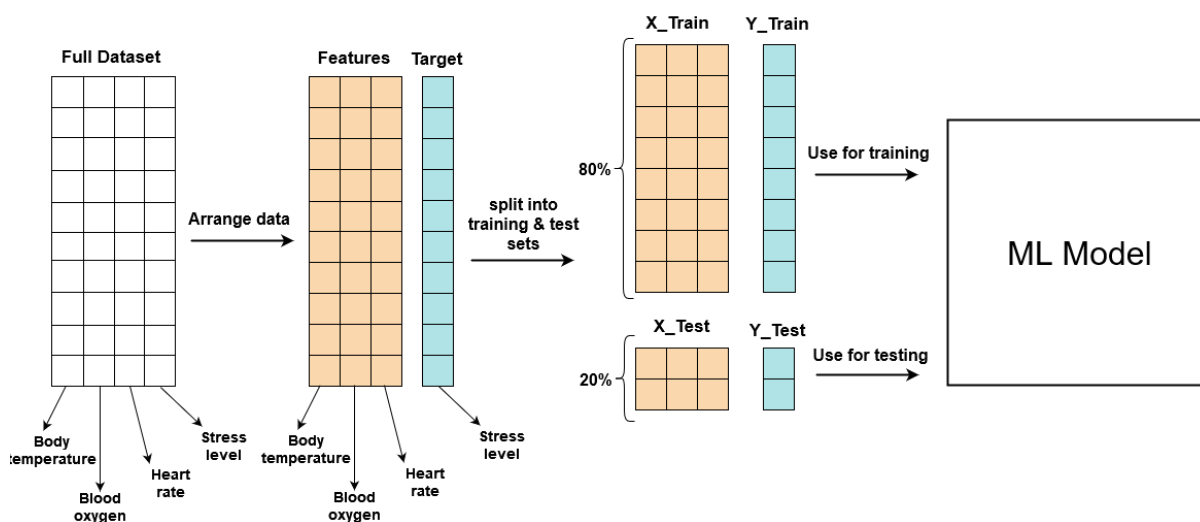 Full Dataset
Body
temperature
Blood
oxygen
Heart
rate
Stress
level
Arrange data
Features
Target
Body
temperature
Blood
oxygen
Heart
rate
Stress
level
split into
training & test
sets
X_Train
Y_Train
80%
X_Test
Y_Test
20%
Use for training
Use for testing
ML Model